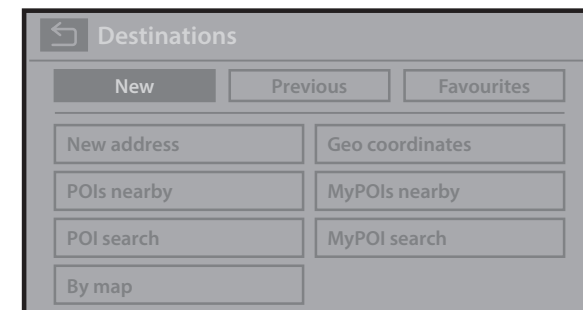 Destinations
New Previous Favourites
New address Geo coordinates
POIs nearby MyPOIs nearby
POI search MyPOI search
By map